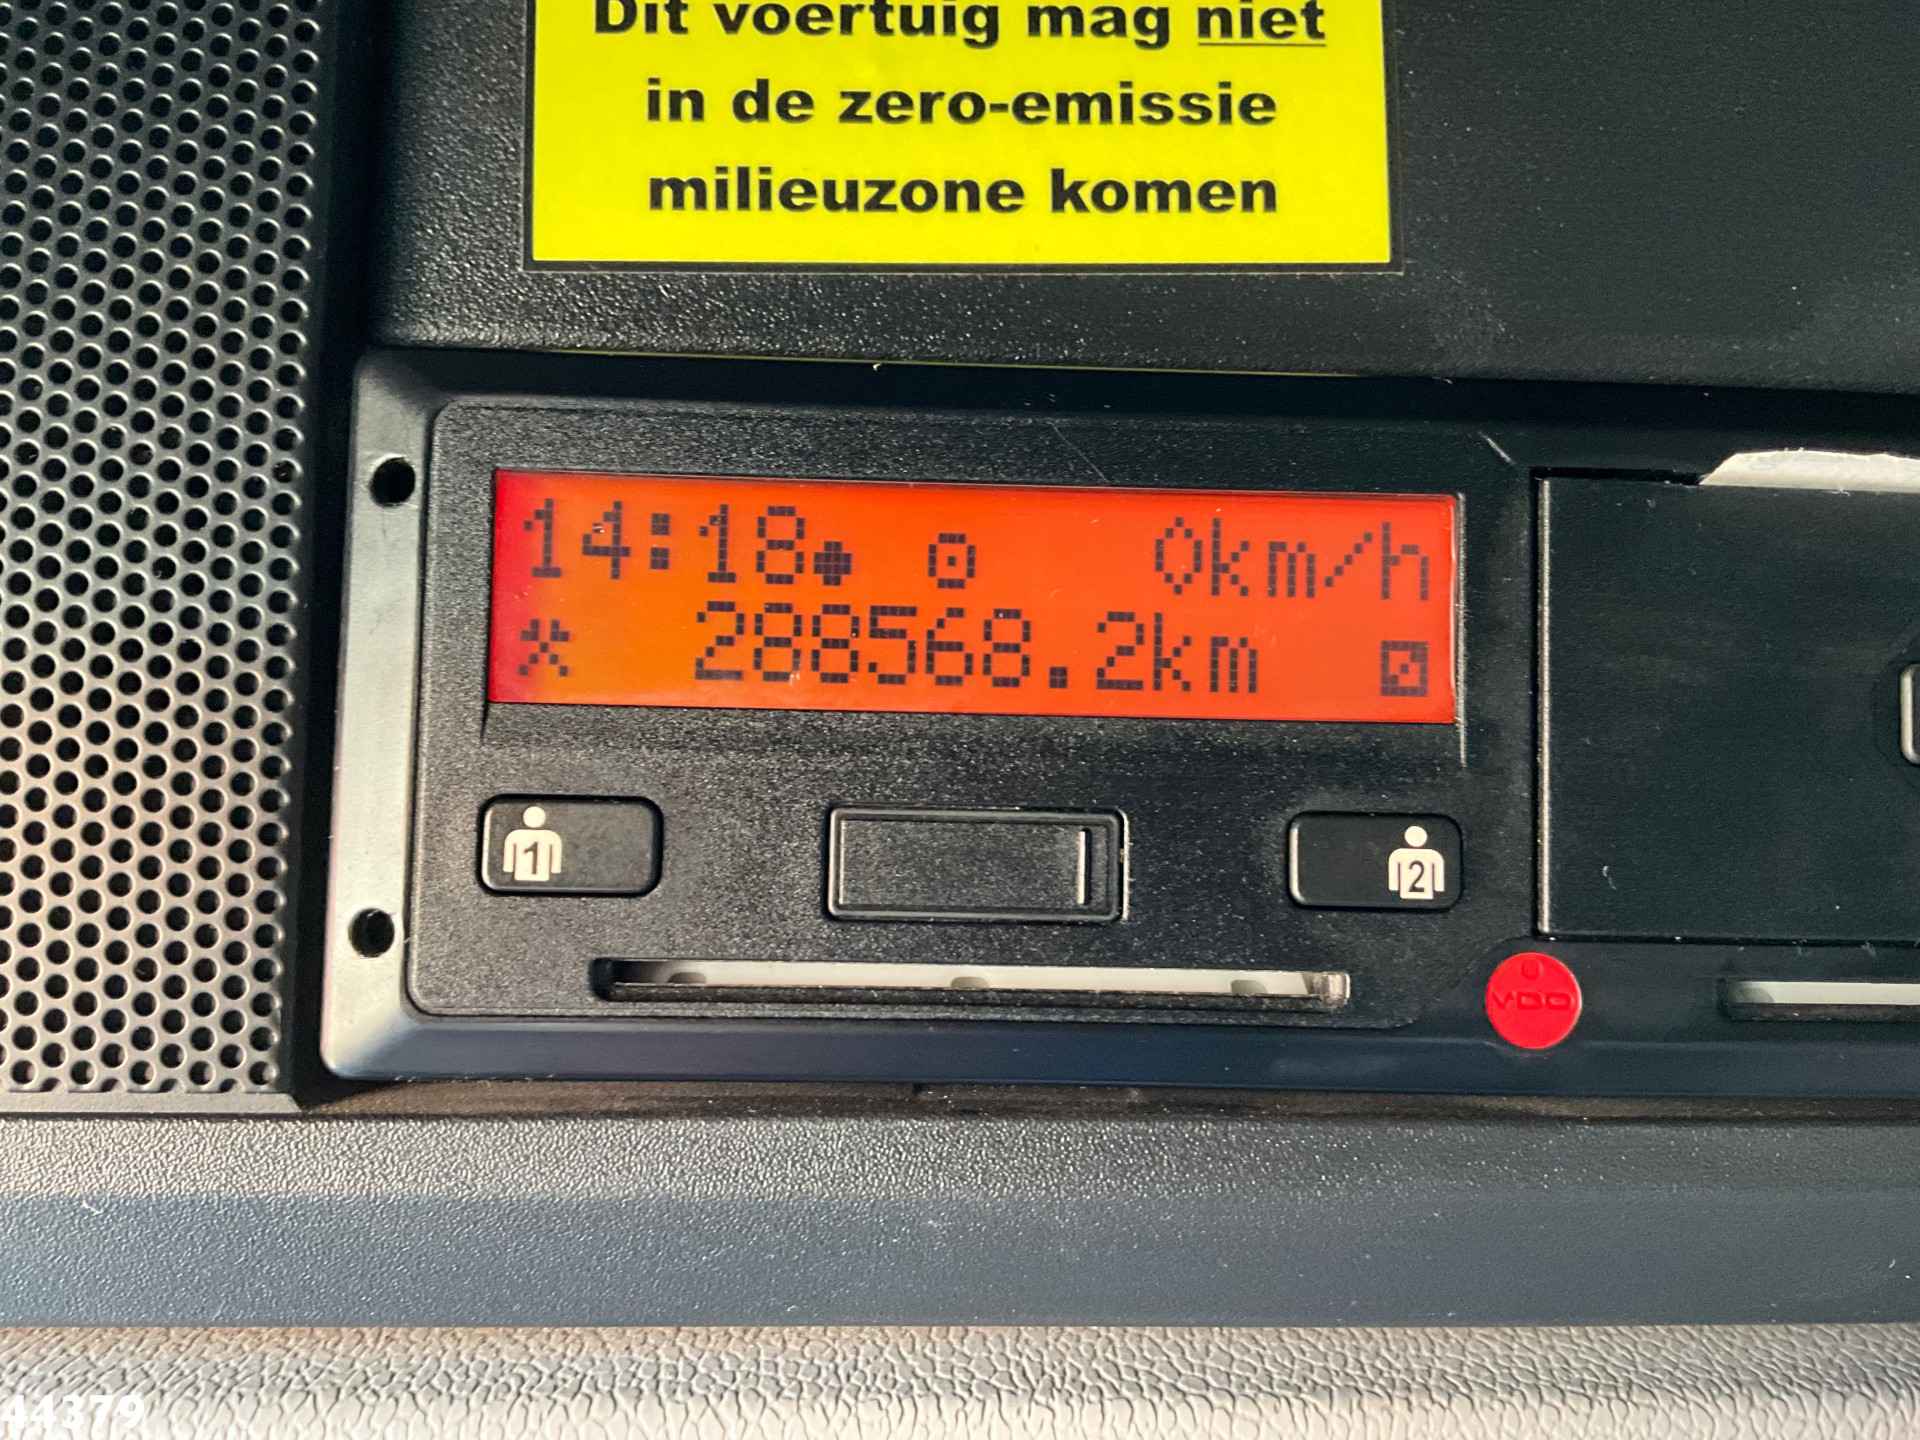 Dit voertuig mag niet
in de zero-emissie
milieuzone komen
14:18 0km/h
288568.2km
1
2
VDO
44379